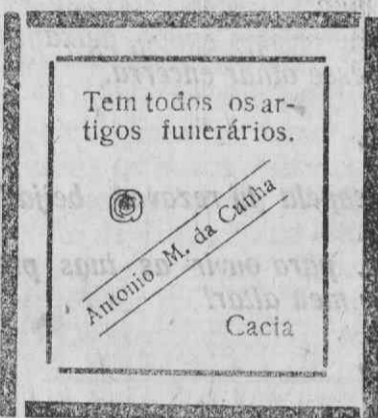 Tem todos os ar-
tigos funerários.
Antonio M. da Cunha
Cacia